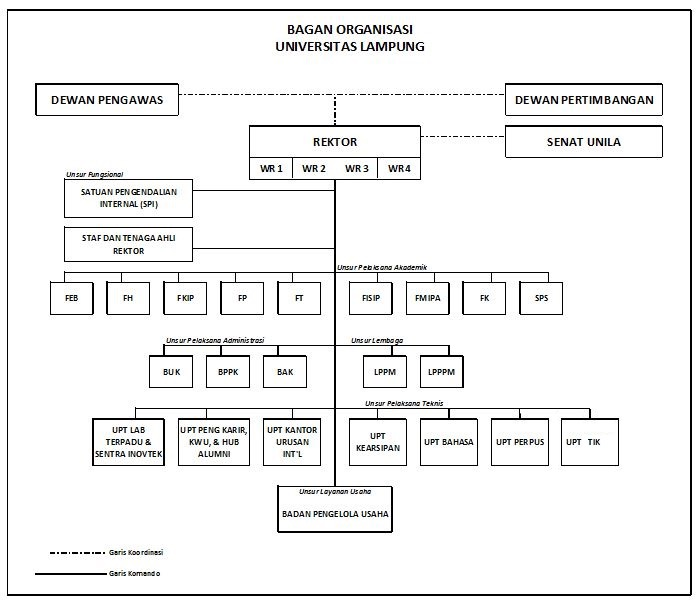 BAGAN ORGANISASI
UNIVERSITAS LAMPUNG
DEWAN PENGAWAS
DEWAN PERTIMBANGAN
REKTOR
SENAT UNILA
WR 1
WR 2
WR 3
WR 4
Unsur Fungsional
SATUAN PENGENDALIAN
INTERNAL (SPI)
STAF DAN TENAGA AHLI
REKTOR
Unsur Pelaksana Akademik
FEB
FH
FKIP
FP
FT
FISIP
FMIPA
FK
SPS
Unsur Pelaksana Administrasi
Unsur Lembaga
BUK
BPPK
BAK
LPPM
LPPPM
Unsur Pelaksana Teknis
UPT LAB
TERPADU &
SENTRA INOVTEK
UPT PENG KARIR,
KWU, & HUB
ALUMNI
UPT KANTOR
URUSAN
INT'L
UPT
KEARSIPAN
UPT BAHASA
UPT PERPUS
UPT TIK
Unsur Layanan Usaha
BADAN PENGELOLA USAHA
Garis Koordinasi
Garis Komando